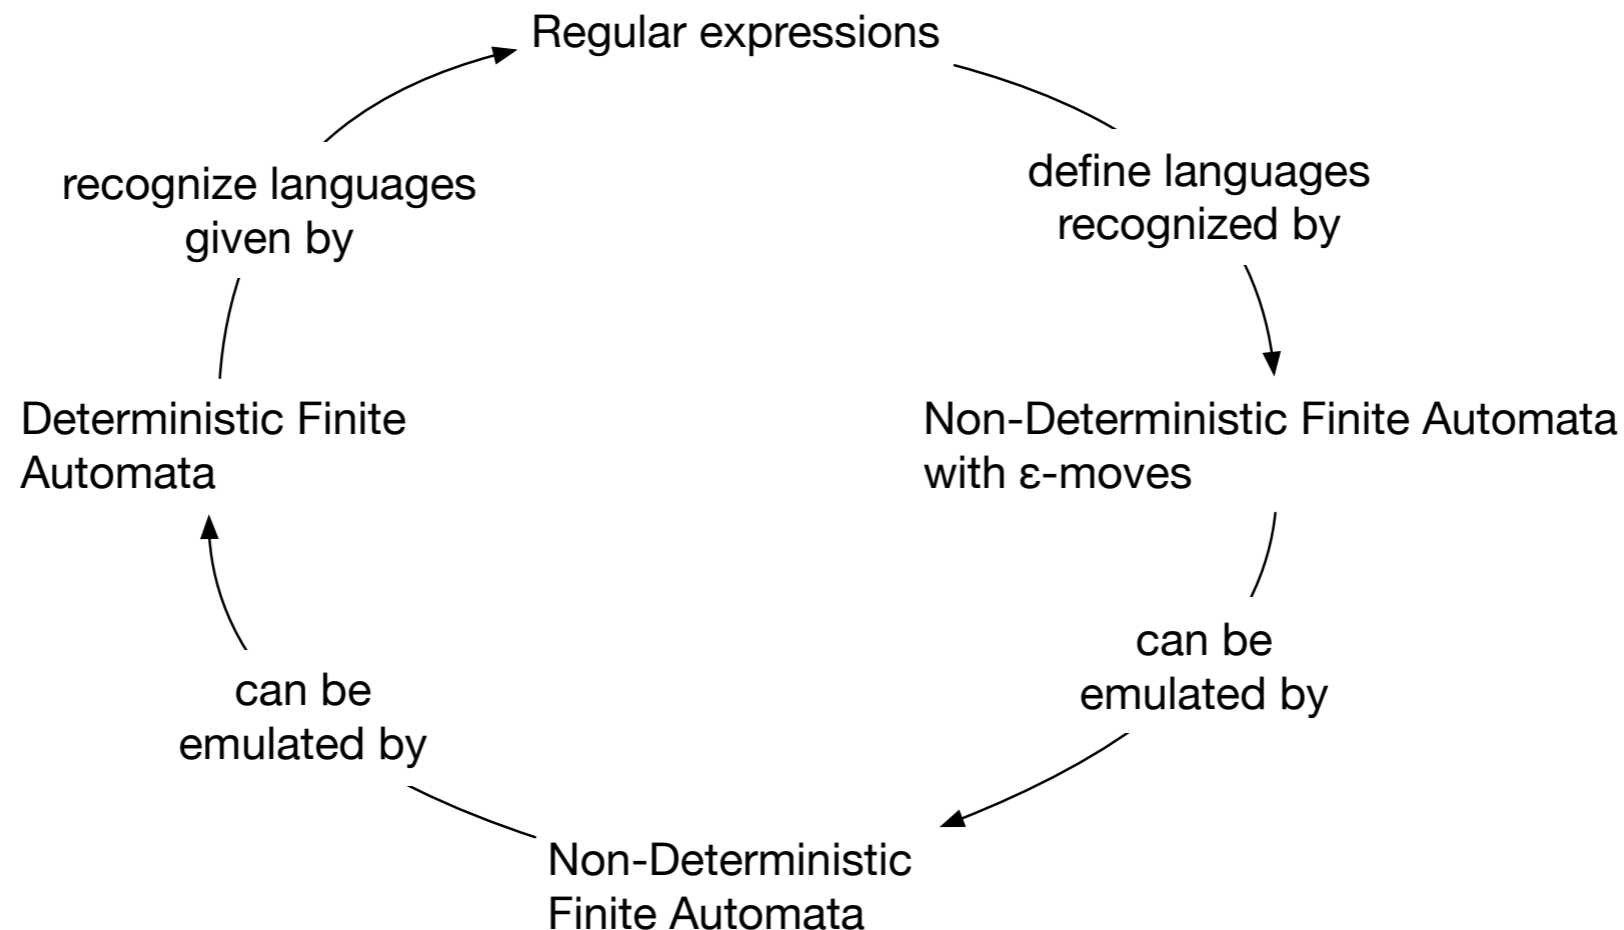 Regular expressions
define languages
recognized by
Non-Deterministic Finite Automata
with ε-moves
can be
emulated by
Non-Deterministic
Finite Automata
can be
emulated by
Deterministic Finite
Automata
recognize languages
given by